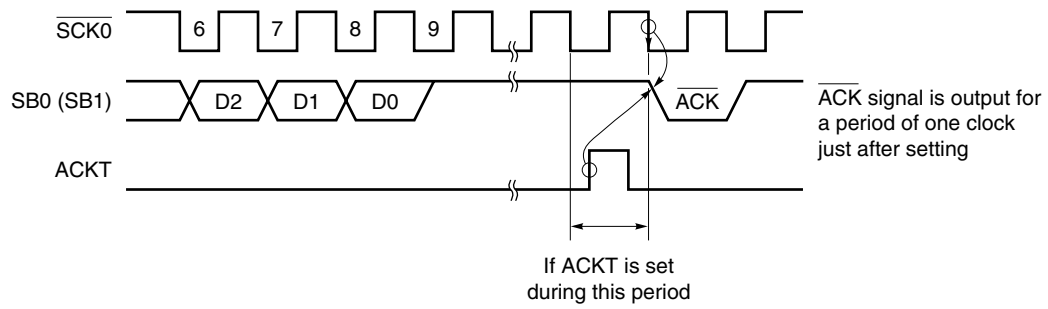 SCK0
6 7 8 9
SB0 (SB1)
D2 D1 D0 ACK
ACK signal is output for
a period of one clock
just after setting
ACKT
If ACKT is set
during this period